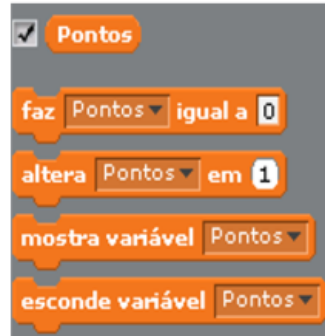 Pontos
faz Pontos igual a 0
altera Pontos em 1
mostra variável Pontos
esconde variável Pontos